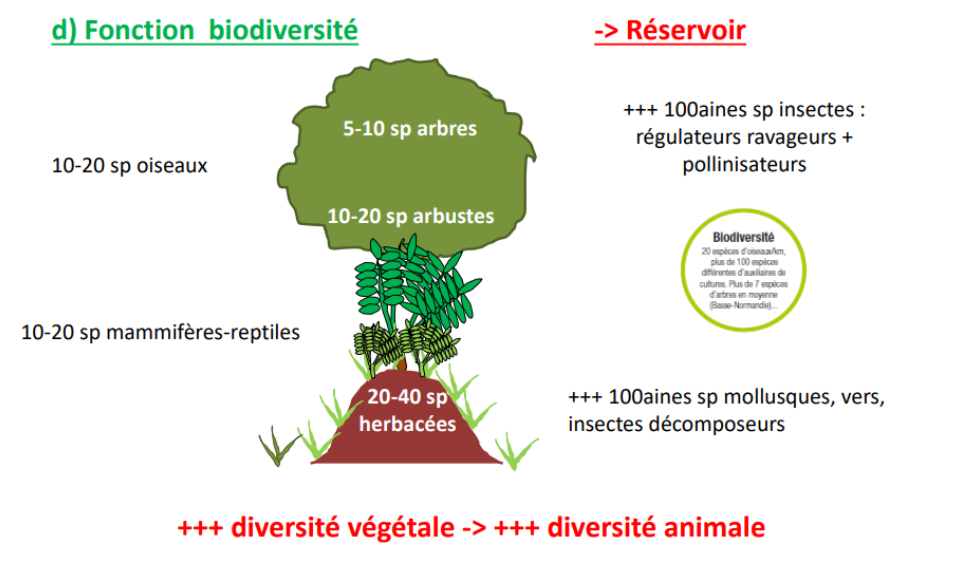 d) Fonction biodiversité
-> Réservoir
5-10 sp arbres
10-20 sp oiseaux
10-20 sp arbustes
+++ 100aines sp insectes :
régulateurs ravageurs +
pollinisateurs
Biodiversité
20 espèces d'oiseaux/km,
plus de 100 espèces
différentes d'auxiliaires de
cultures. Plus de 7 espèces
d'arbres en moyenne
(Basse-Normandie)...
10-20 sp mammifères-reptiles
20-40 sp
herbacées
+++ 100aines sp mollusques, vers,
insectes décomposeurs
+++ diversité végétale -> +++ diversité animale